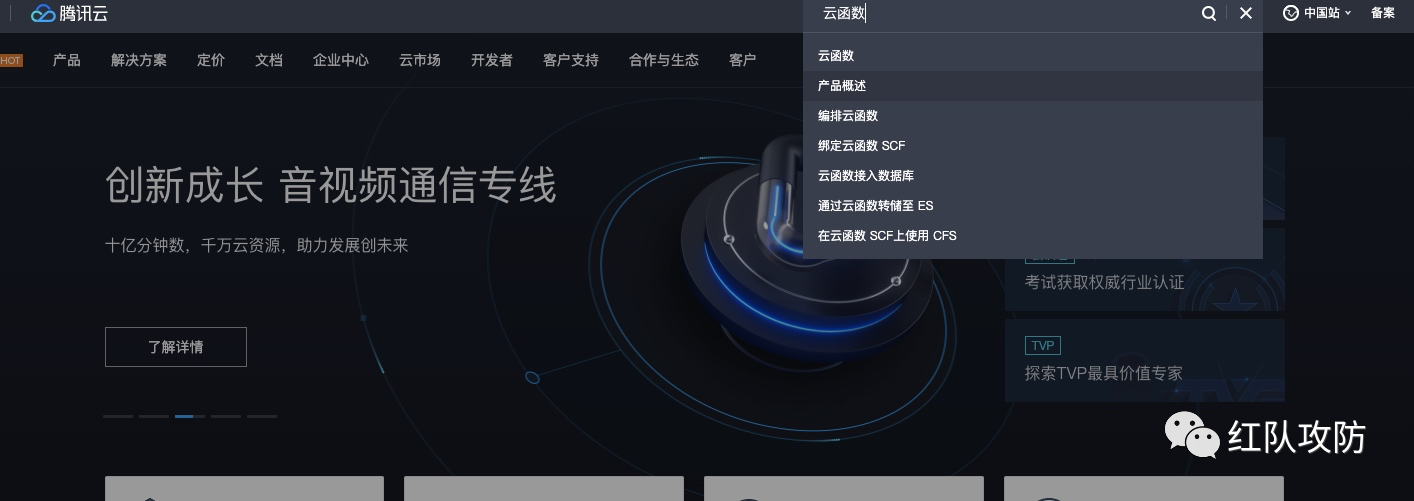 腾讯云
云函数
中国站
备案
HOT
产品
解决方案
定价
文档
企业中心
云市场
开发者
客户支持
合作与生态
客户
云函数
产品概述
编排云函数
绑定云函数 SCF
云函数接入数据库
通过云函数转储至 ES
在云函数 SCF上使用 CFS
创新成长 音视频通信专线
十亿分钟数，千万云资源，助力发展创未来
了解详情
考试获取权威行业认证
TVP
探索TVP最具价值专家
红队攻防